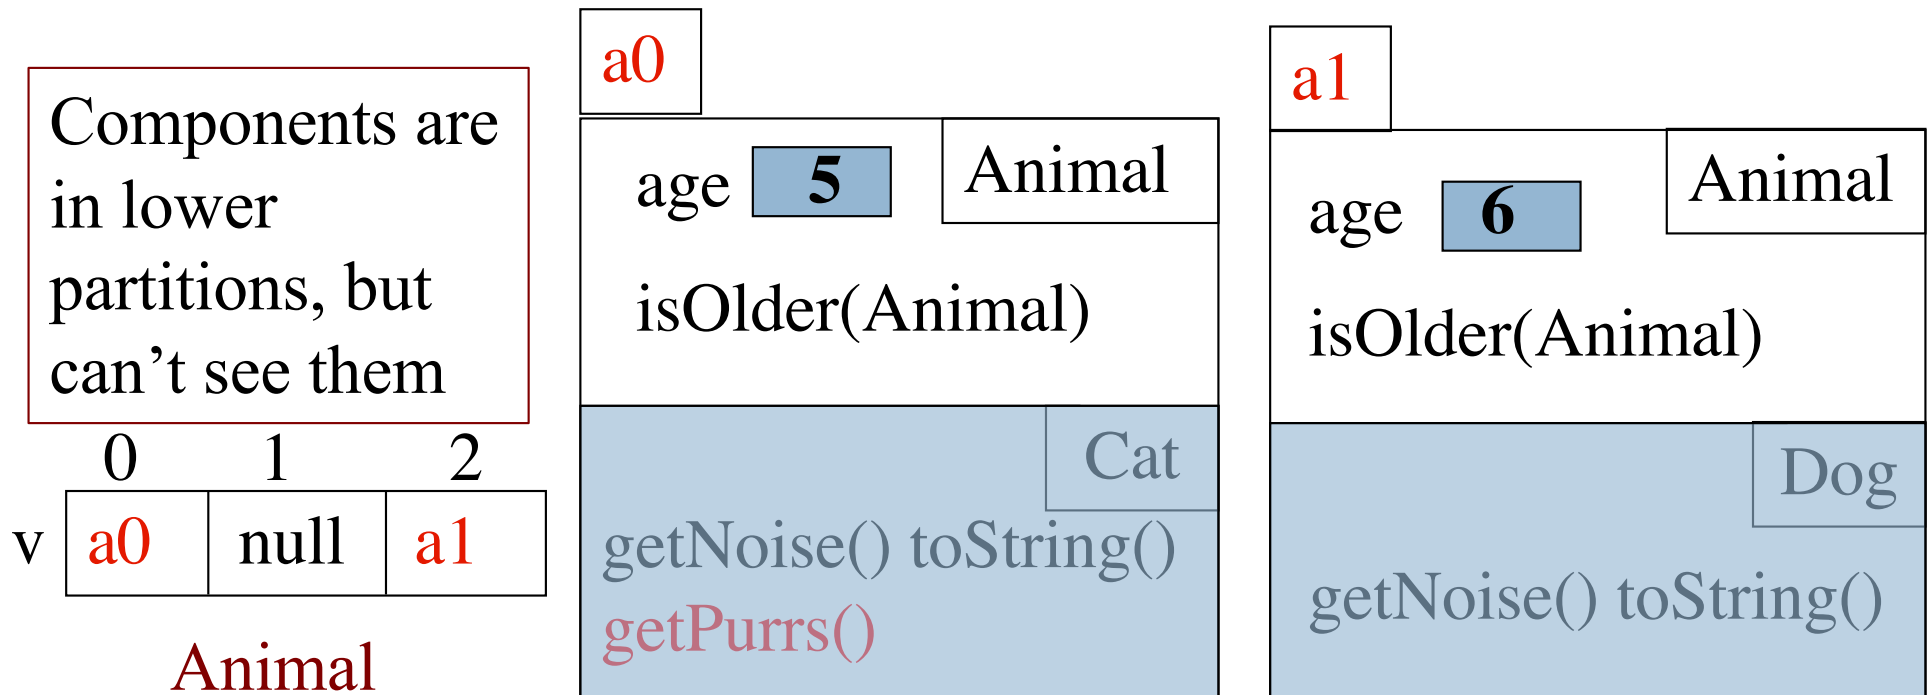 Components are
in lower
partitions, but
can't see them
0 1 2
v a0 null a1
Animal
a0
age 5 Animal
isOlder(Animal)
Cat
getNoise() toString()
getPurrs()
a1
age 6 Animal
isOlder(Animal)
Dog
getNoise() toString()